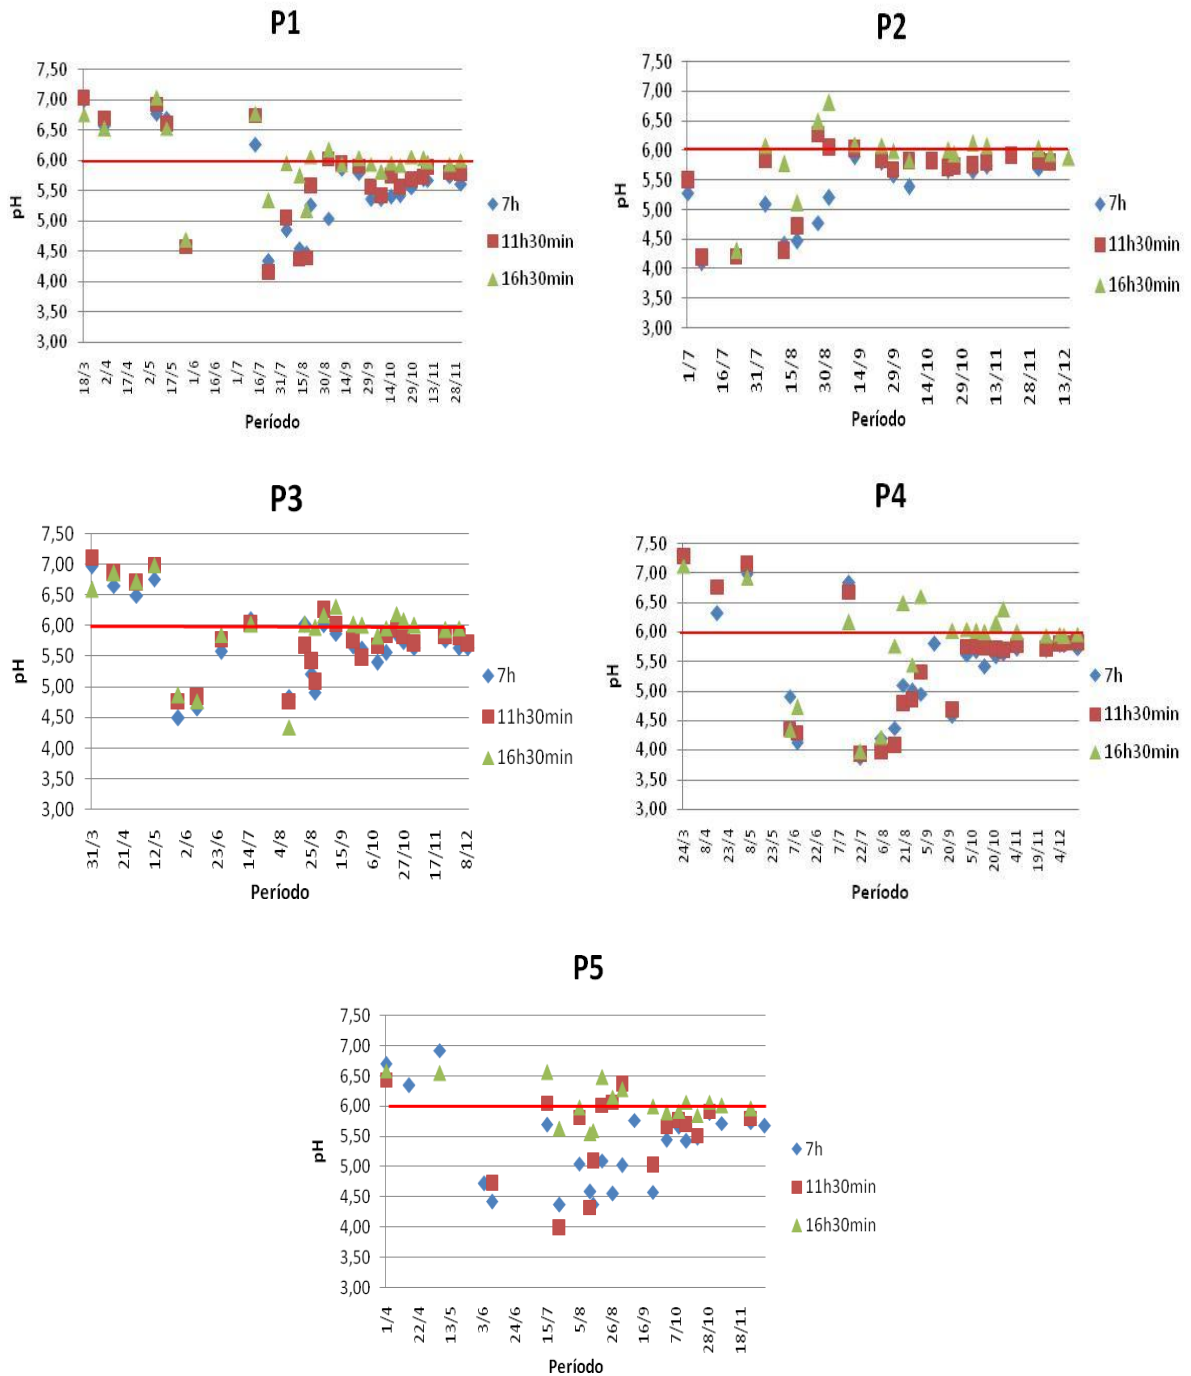 P1
7,50
7,00
6,50
6,00
5,50
5,00
4,50
4,00
3,50
3,00
pH
18/3 2/4 17/4 2/5 17/5 1/6 16/6 1/7 16/7 31/7 15/8 30/8 14/9 29/9 14/10 29/10 13/11 28/11
Período
7h
11h30min
16h30min
P2
7,50
7,00
6,50
6,00
5,50
5,00
4,50
4,00
3,50
3,00
pH
1/7 16/7 31/7 15/8 30/8 14/9 29/9 14/10 29/10 13/11 28/11 13/12
Período
7h
11h30min
16h30min
P3
7,50
7,00
6,50
6,00
5,50
5,00
4,50
4,00
3,50
3,00
pH
31/3 21/4 12/5 2/6 23/6 14/7 4/8 25/8 15/9 6/10 27/10 17/11 8/12
Período
7h
11h30min
16h30min
P4
7,50
7,00
6,50
6,00
5,50
5,00
4,50
4,00
3,50
3,00
pH
24/3 8/4 23/4 8/5 23/5 7/6 22/6 7/7 22/7 6/8 21/8 5/9 20/9 5/10 20/10 4/11 19/11 4/12
Período
7h
11h30min
16h30min
P5
7,50
7,00
6,50
6,00
5,50
5,00
4,50
4,00
3,50
3,00
pH
1/4 22/4 13/5 3/6 24/6 15/7 5/8 26/8 16/9 7/10 28/10 18/11
Período
7h
11h30min
16h30min